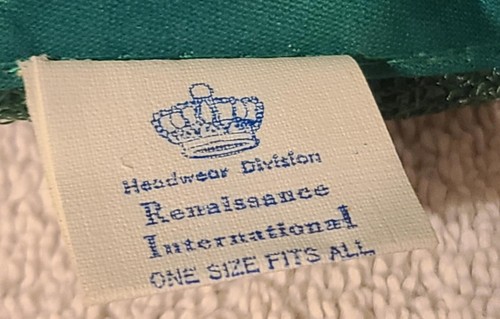 Headwear Division
Renaissance
International
ONE SIZE FITS ALL